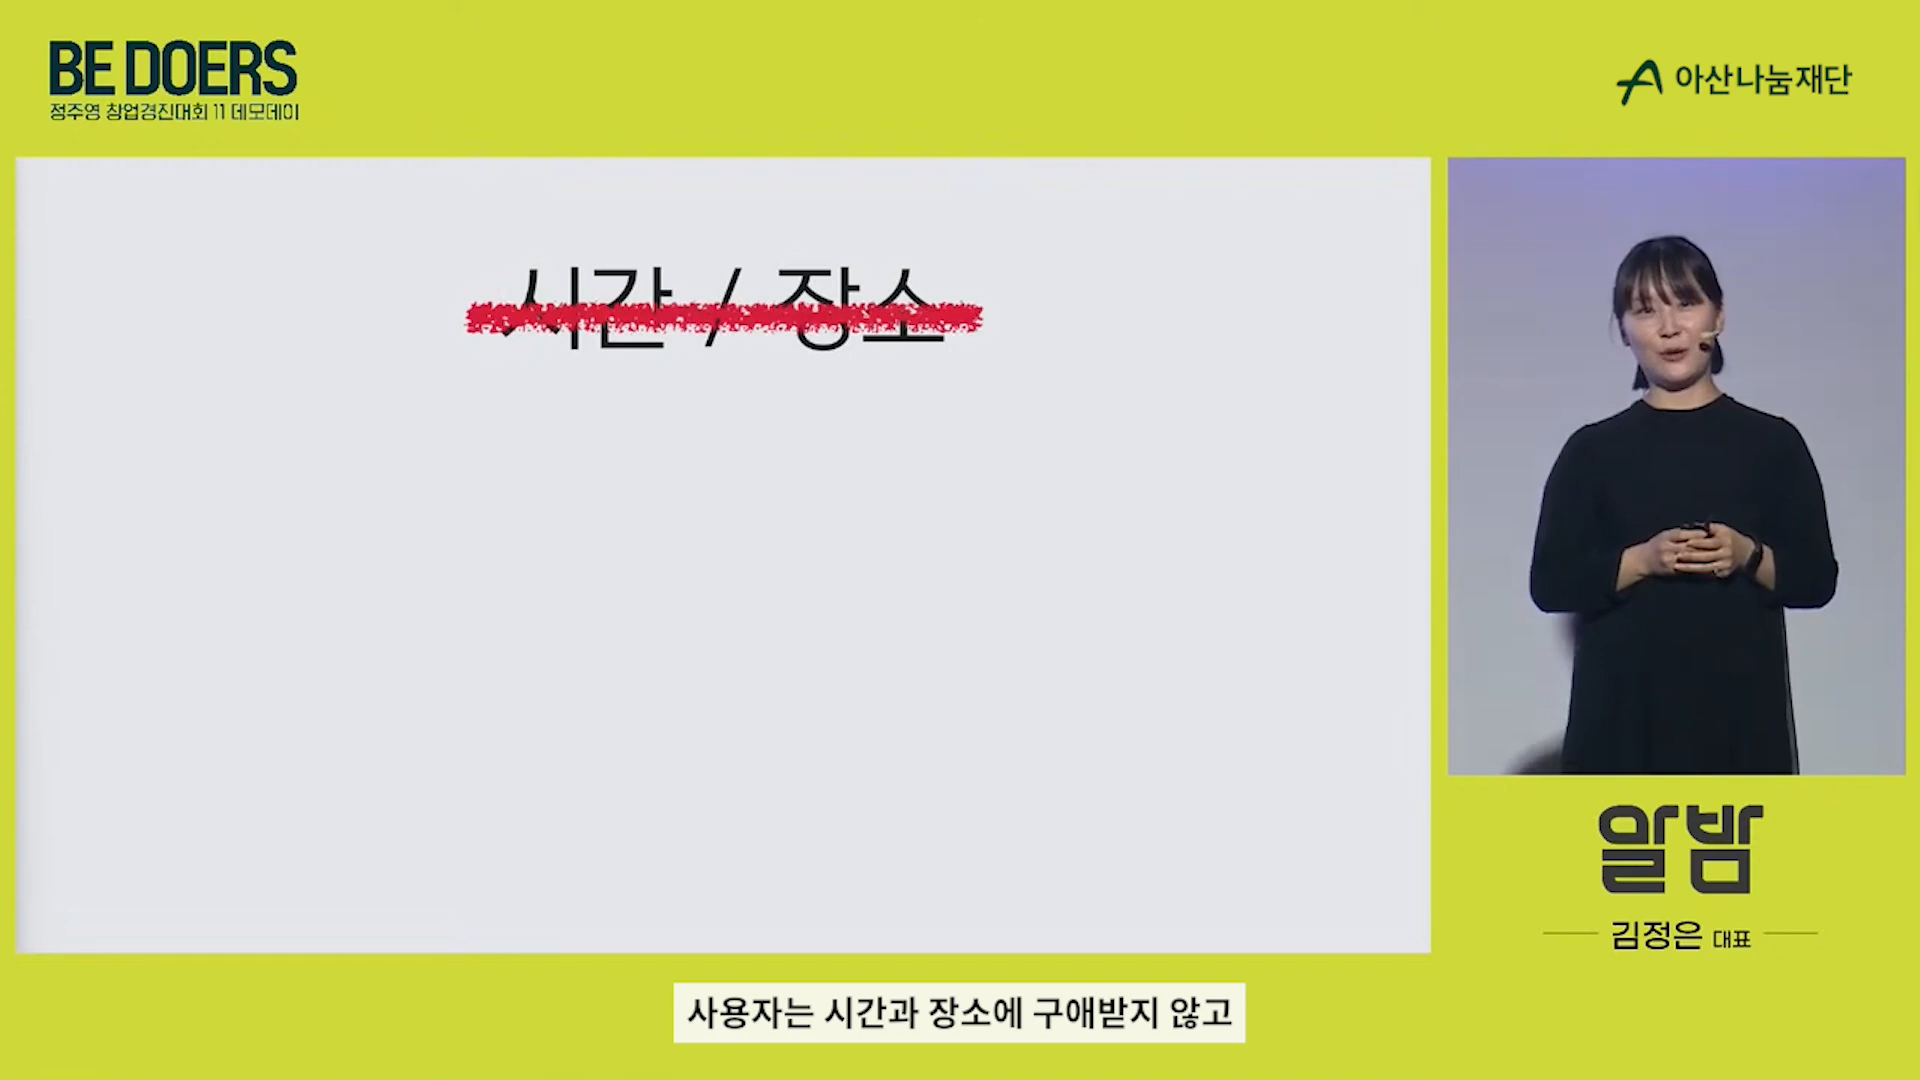 BE DOERS
정주영 창업경진대회 11 데모데이
아산나눔재단
시간 / 장소
알밤
김정은 대표
사용자는 시간과 장소에 구애받지 않고